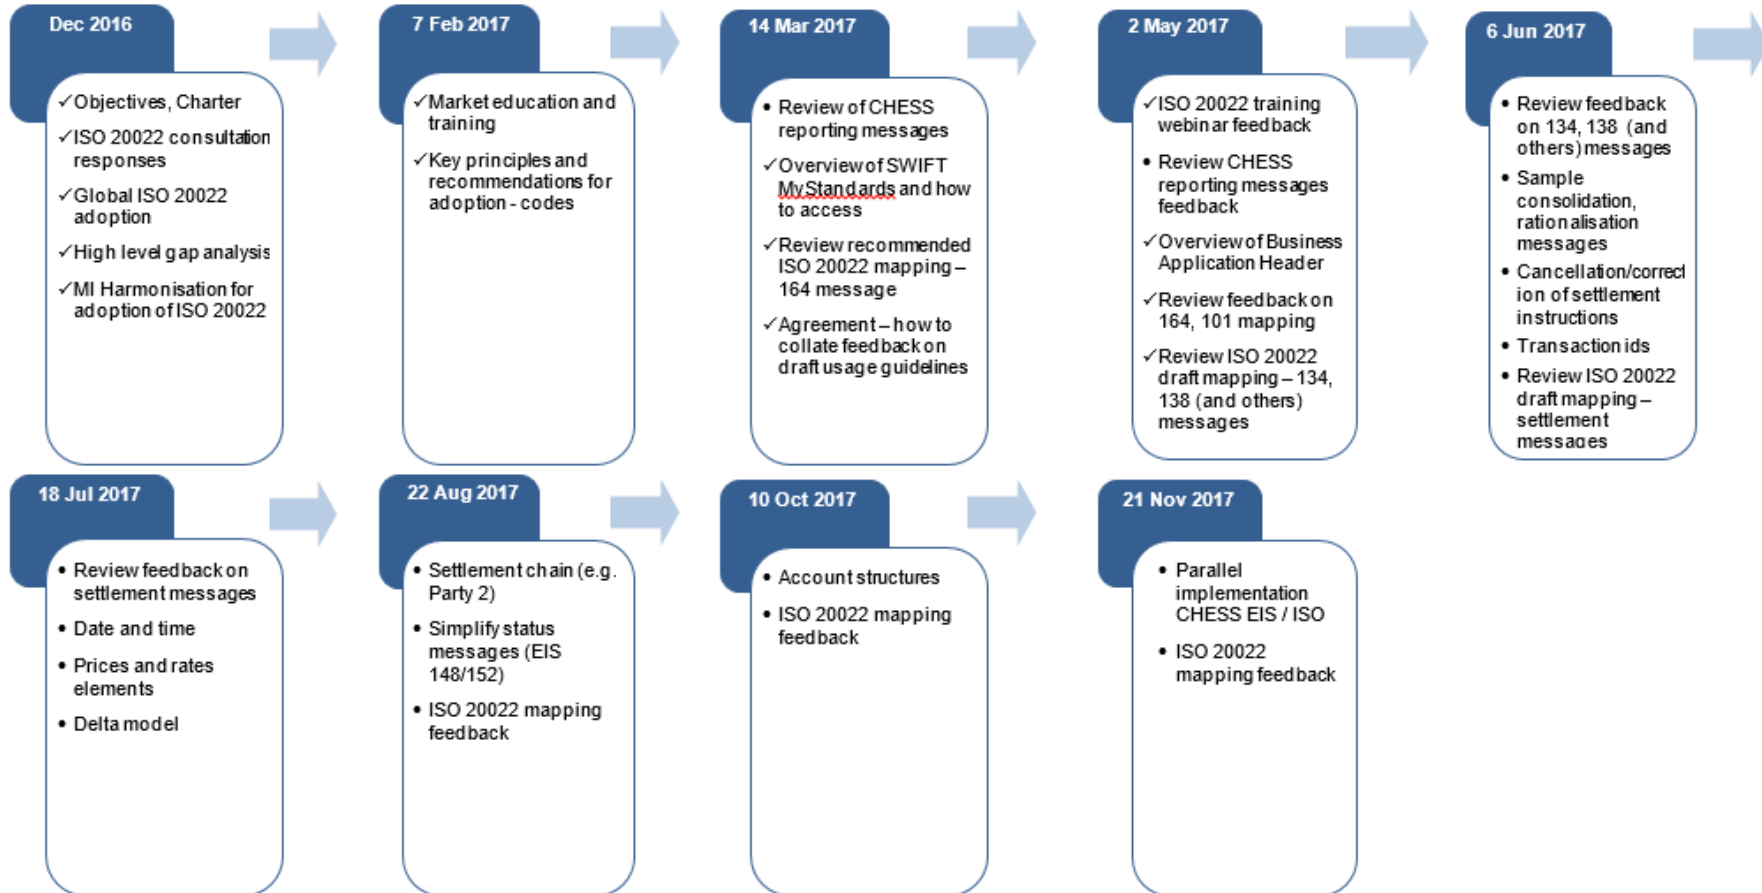 Dec 2016
✓Objectives, Charter
✓ISO 20022 consultation
responses
✓Global ISO 20022
adoption
✓High level gap analysis
✓MI Harmonisation for
adoption of ISO 20022
7 Feb 2017
✓Market education and
training
✓Key principles and
recommendations for
adoption - codes
14 Mar 2017
• Review of CHESS
reporting messages
✓Overview of SWIFT
MyStandards and how
to access
✓Review recommended
ISO 20022 mapping –
164 message
✓Agreement – how to
collate feedback on
draft usage guidelines
2 May 2017
✓ISO 20022 training
webinar feedback
• Review CHESS
reporting messages
feedback
✓Overview of Business
Application Header
✓Review feedback on
164, 101 mapping
✓Review ISO 20022
draft mapping – 134,
138 (and others)
messages
6 Jun 2017
• Review feedback
on 134, 138 (and
others) messages
• Sample
consolidation,
rationalisation
messages
• Cancellation/correct
ion of settlement
instructions
• Transaction ids
• Review ISO 20022
draft mapping –
settlement
messages
18 Jul 2017
• Review feedback on
settlement messages
• Date and time
• Prices and rates
elements
• Delta model
22 Aug 2017
• Settlement chain (e.g.
Party 2)
• Simplify status
messages (EIS
148/152)
• ISO 20022 mapping
feedback
10 Oct 2017
• Account structures
• ISO 20022 mapping
feedback
21 Nov 2017
• Parallel
implementation
CHESS EIS / ISO
• ISO 20022
mapping feedback